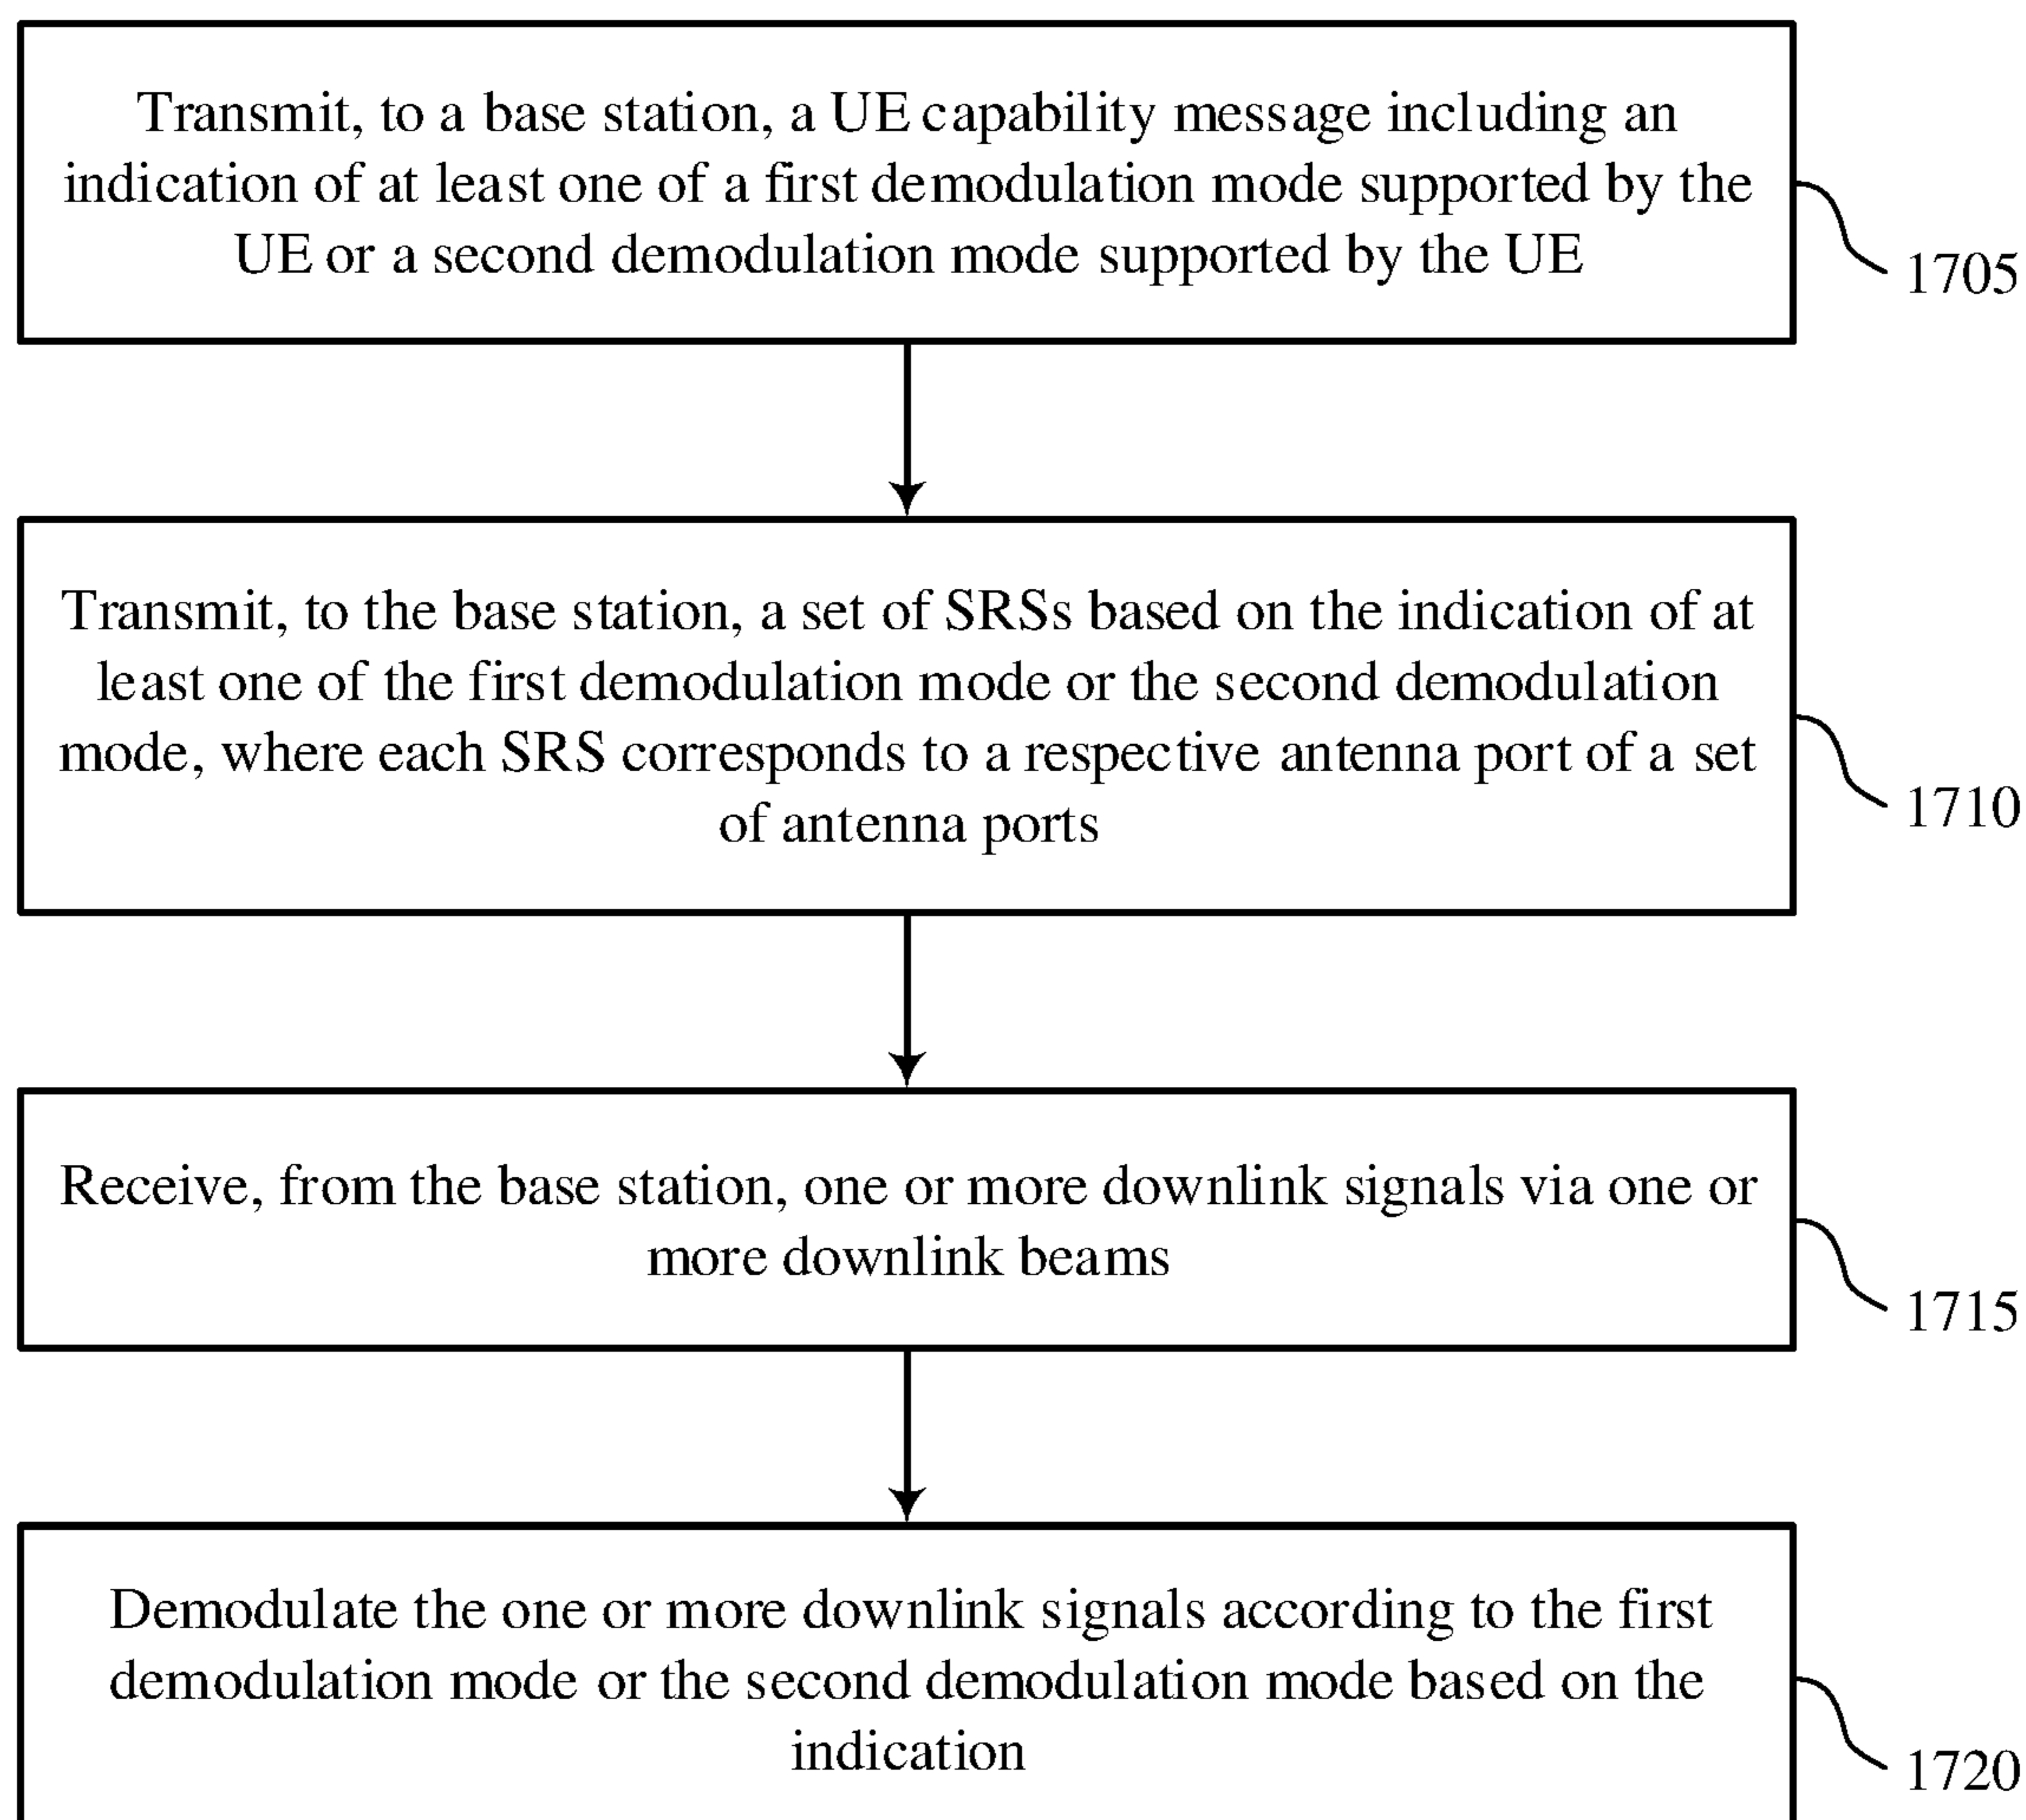 Transmit, to a base station, a UE capability message including an
indication of at least one of a first demodulation mode supported by the
UE or a second demodulation mode supported by the UE
1705
Transmit, to the base station, a set of SRSs based on the indication of at
least one of the first demodulation mode or the second demodulation
mode, where each SRS corresponds to a respective antenna port of a set
of antenna ports
1710
Receive, from the base station, one or more downlink signals via one or
more downlink beams
1715
Demodulate the one or more downlink signals according to the first
demodulation mode or the second demodulation mode based on the
indication
1720